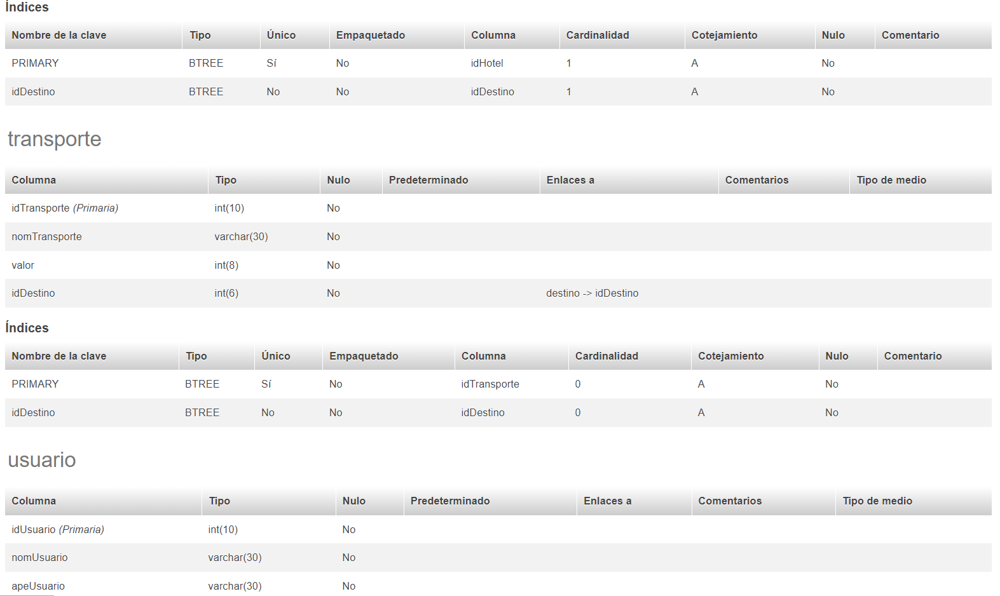 Índices
Nombre de la clave Tipo Único Empaquetado Columna Cardinalidad Cotejamiento Nulo Comentario
PRIMARY BTREE Sí No idHotel 1 A No
idDestino BTREE No No idDestino 1 A No
transporte
Columna Tipo Nulo Predeterminado Enlaces a Comentarios Tipo de medio
idTransporte (Primaria) int(10) No
nomTransporte varchar(30) No
valor int(8) No
idDestino int(6) No destino -> idDestino
Índices
Nombre de la clave Tipo Único Empaquetado Columna Cardinalidad Cotejamiento Nulo Comentario
PRIMARY BTREE Sí No idTransporte 0 A No
idDestino BTREE No No idDestino 0 A No
usuario
Columna Tipo Nulo Predeterminado Enlaces a Comentarios Tipo de medio
idUsuario (Primaria) int(10) No
nomUsuario varchar(30) No
apeUsuario varchar(30) No